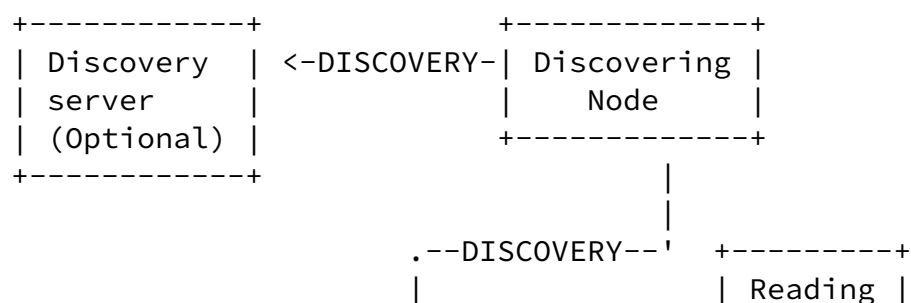 +------------+             +-------------+
| Discovery  | <-DISCOVERY-| Discovering |
| server     |             |    Node     |
| (Optional) |             +-------------+
+------------+                     |
                                   |
                     .--DISCOVERY--'  +---------+
                     |                | Reading |